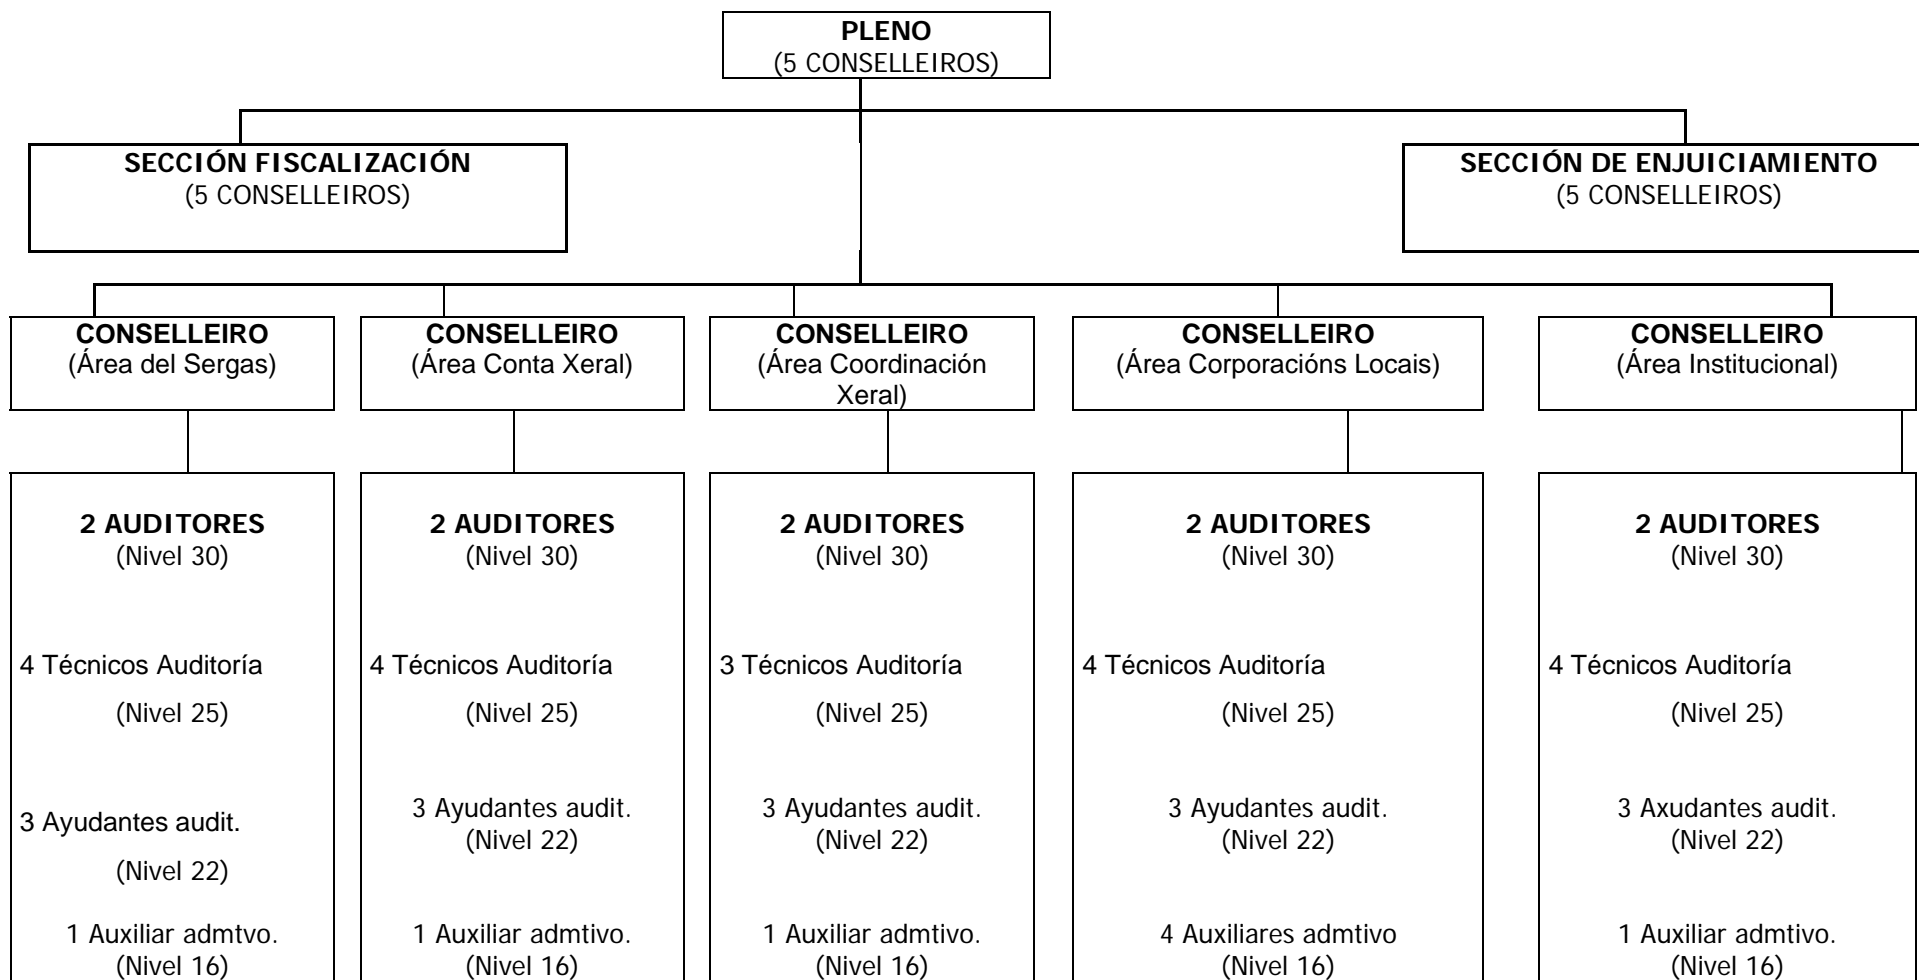 PLENO
(5 CONSELLEIROS)
SECCIÓN FISCALIZACIÓN
(5 CONSELLEIROS)
SECCIÓN DE ENJUICIAMIENTO
(5 CONSELLEIROS)
CONSELLEIRO
(Área del Sergas)
CONSELLEIRO
(Área Conta Xeral)
CONSELLEIRO
(Área Coordinación
Xeral)
CONSELLEIRO
(Área Corporacións Locais)
CONSELLEIRO
(Área Institucional)
2 AUDITORES
(Nivel 30)
4 Técnicos Auditoría
(Nivel 25)
3 Ayudantes audit.
(Nivel 22)
1 Auxiliar admtvo.
(Nivel 16)
2 AUDITORES
(Nivel 30)
4 Técnicos Auditoría
(Nivel 25)
3 Ayudantes audit.
(Nivel 22)
1 Auxiliar admtivo.
(Nivel 16)
2 AUDITORES
(Nivel 30)
3 Técnicos Auditoría
(Nivel 25)
3 Ayudantes audit.
(Nivel 22)
1 Auxiliar admtivo.
(Nivel 16)
2 AUDITORES
(Nivel 30)
4 Técnicos Auditoría
(Nivel 25)
3 Ayudantes audit.
(Nivel 22)
4 Auxiliares admtivo
(Nivel 16)
2 AUDITORES
(Nivel 30)
4 Técnicos Auditoría
(Nivel 25)
3 Axudantes audit.
(Nivel 22)
1 Auxiliar admtivo.
(Nivel 16)